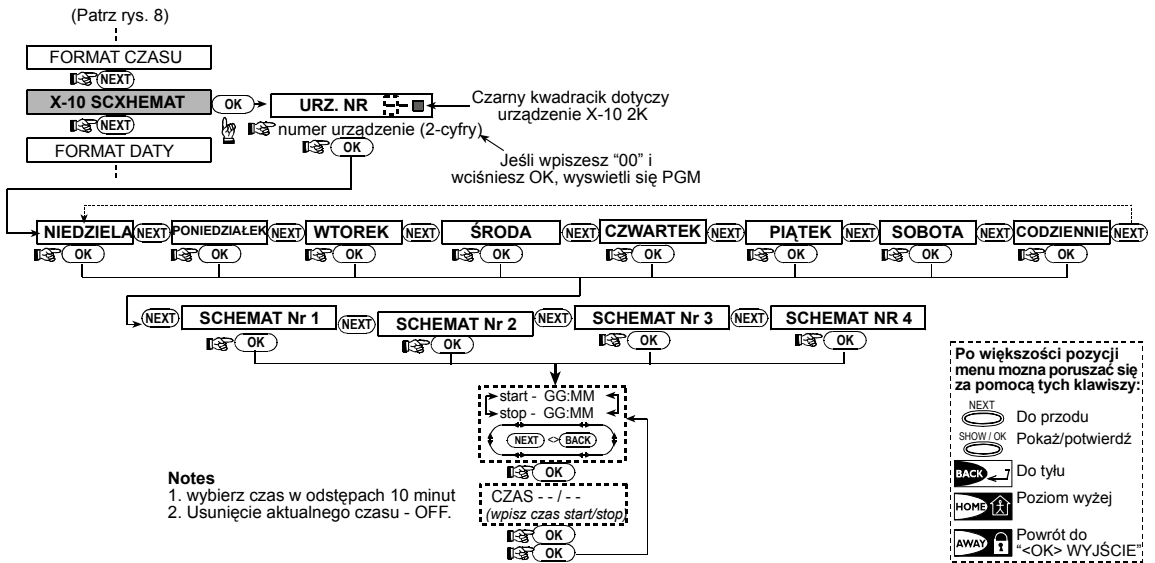 (Patrz rys. 8)
FORMAT CZASU
NEXT
X-10 SCXHEMAT
OK
URZ. NR
Czarny kwadracik dotyczy
urządzenie X-10 2K
NEXT
numer urządzenie (2-cyfry)
FORMAT DATY
OK
Jeśli wpiszesz “00” i
wciśniesz OK, wyswietli się PGM
NIEDZIELA NEXT PONIEDZIAŁEK NEXT WTOREK NEXT ŚRODA NEXT CZWARTEK NEXT PIĄTEK NEXT SOBOTA NEXT CODZIENNIE NEXT
OK OK OK OK OK OK OK OK
NEXT SCHEMAT Nr 1 NEXT SCHEMAT Nr 2 NEXT SCHEMAT Nr 3 NEXT SCHEMAT NR 4
OK OK OK OK
start - GG:MM
stop - GG:MM
NEXT <> BACK
OK
CZAS - - / - -
(wpisz czas start/stop)
OK
OK
Notes
1. wybierz czas w odstępach 10 minut
2. Usunięcie aktualnego czasu - OFF.
Po większości pozycji
menu mozna poruszać się
za pomocą tych klawiszy:
NEXT
Do przodu
SHOW / OK
Pokaż/potwierdź
BACK
Do tyłu
HOME
Poziom wyżej
AWAY
Powrót do
“<OK> WYJŚCIE”